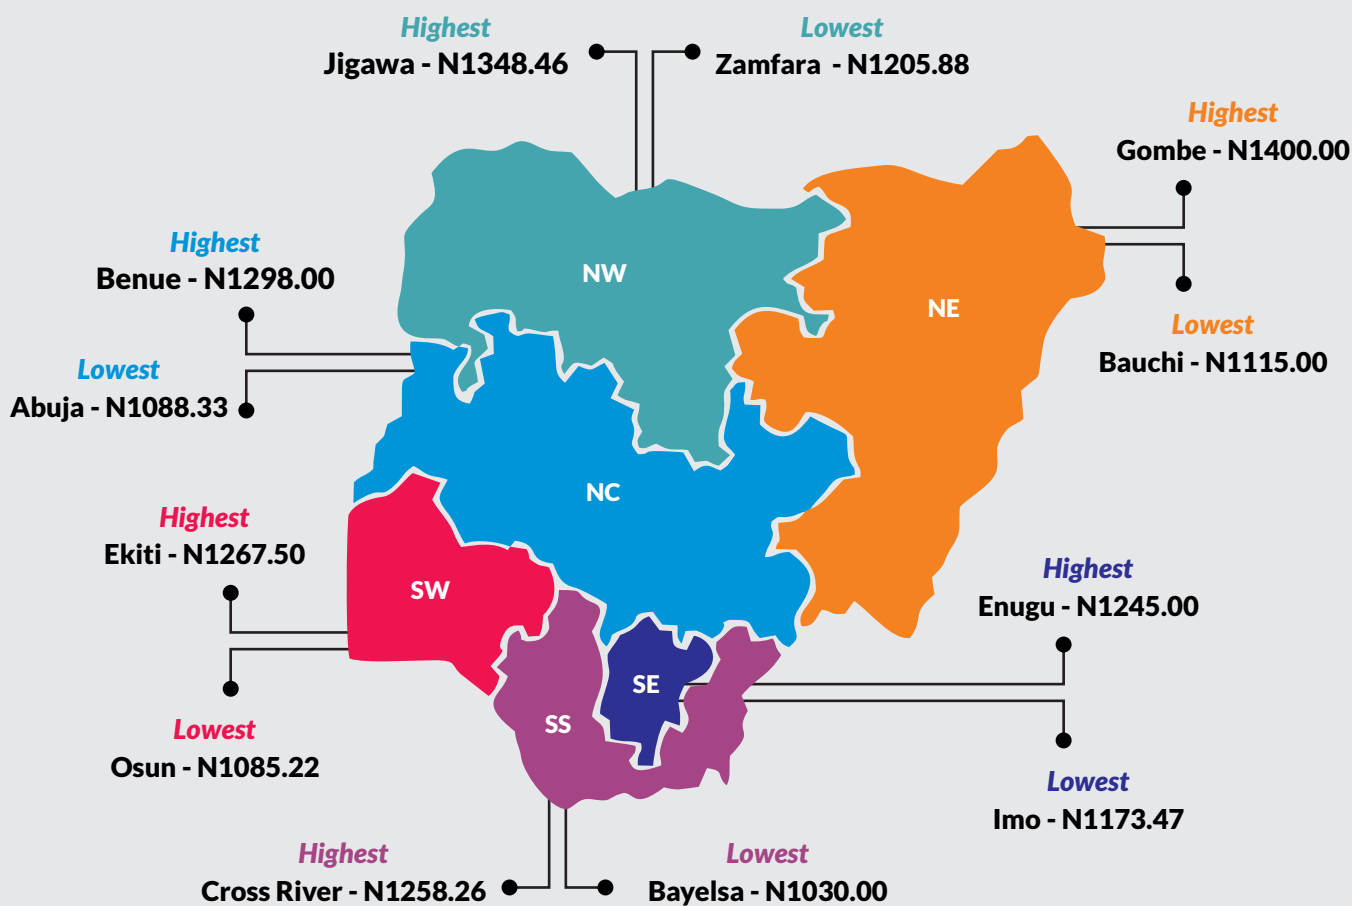 Highest
Jigawa - N1348.46
Lowest
Zamfara - N1205.88
Highest
Gombe - N1400.00
Lowest
Bauchi - N1115.00
Highest
Benue - N1298.00
Lowest
Abuja - N1088.33
NW
NE
NC
Highest
Ekiti - N1267.50
Lowest
Osun - N1085.22
SW
SS
SE
Highest
Enugu - N1245.00
Lowest
Imo - N1173.47
Highest
Cross River - N1258.26
Lowest
Bayelsa - N1030.00